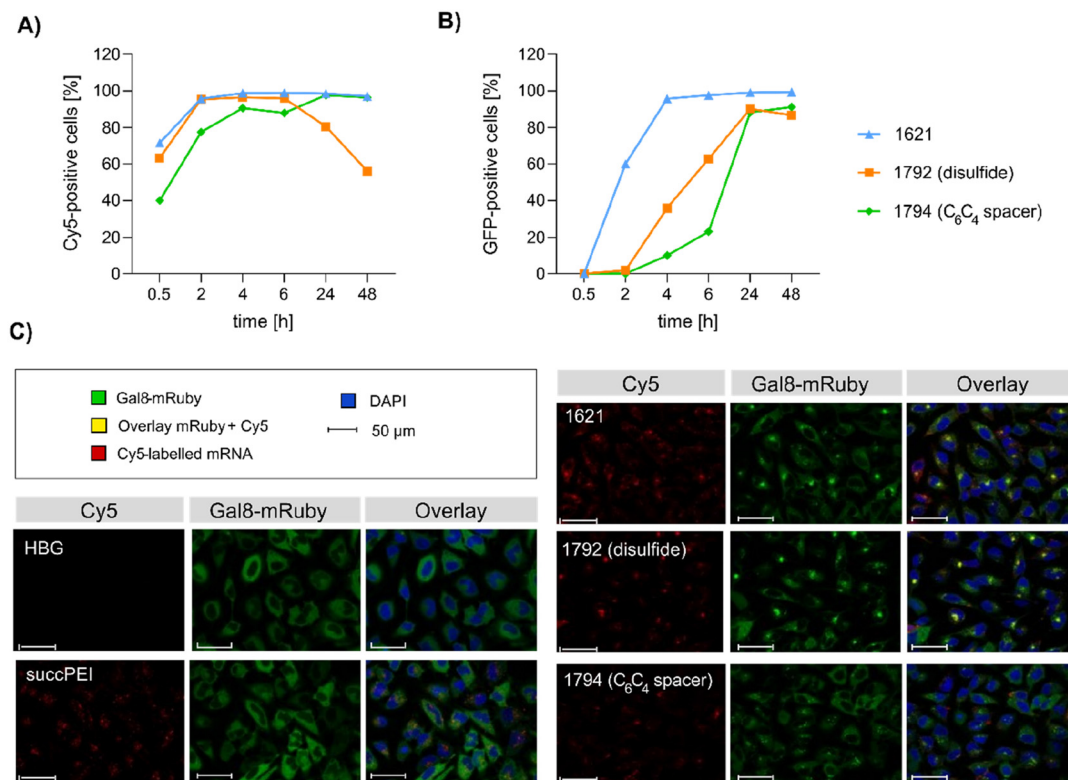 A)
120
100
80
60
40
20
0
Cy5-positive cells [%]
0.5 2 4 6 24 48
time [h]
B)
120
100
80
60
40
20
0
GFP-positive cells [%]
0.5 2 4 6 24 48
time [h]
1621
1792 (disulfide)
1794 (C₆C₄ spacer)
C)
Gal8-mRuby
DAPI
Overlay mRuby + Cy5
50 µm
Cy5-labelled mRNA
Cy5 Gal8-mRuby Overlay
HBG
succPEI
Cy5 Gal8-mRuby Overlay
1621
1792 (disulfide)
1794 (C₆C₄ spacer)